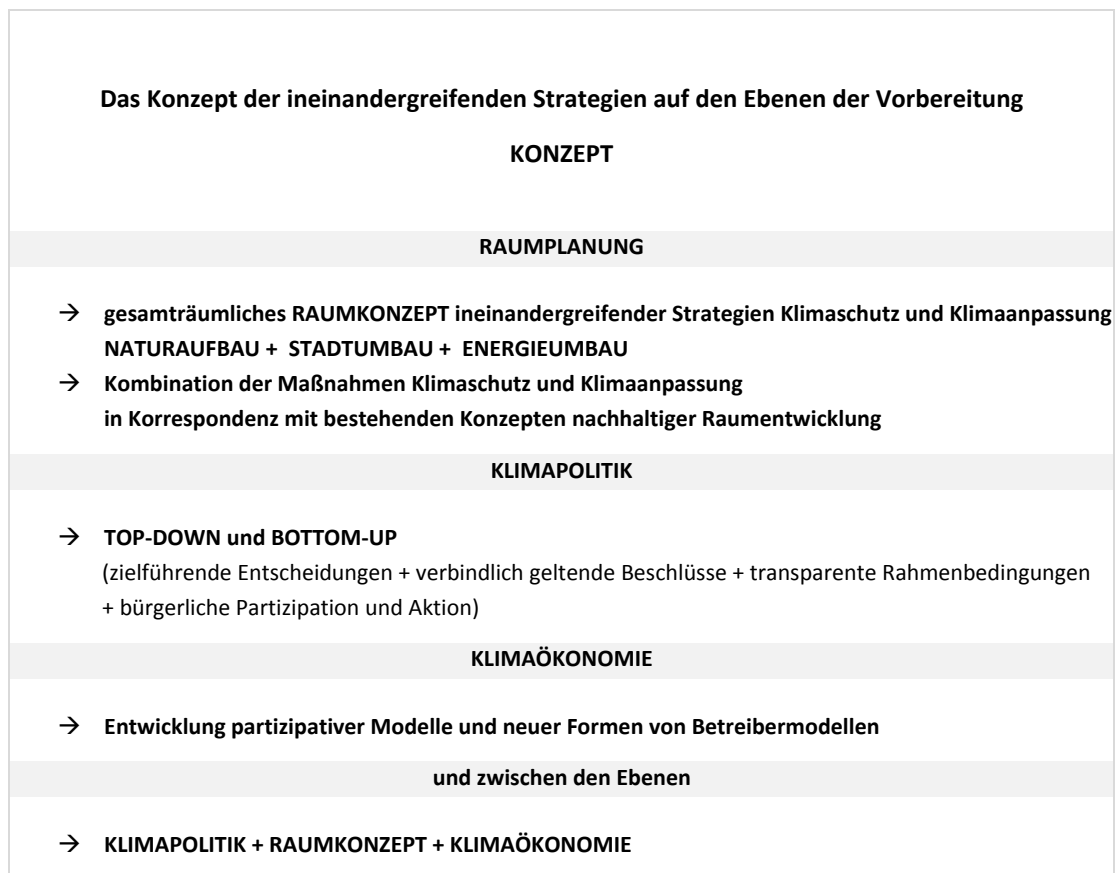 Das Konzept der ineinandergreifenden Strategien auf den Ebenen der Vorbereitung
KONZEPT
RAUMPLANUNG
→ gesamträumliches RAUMKONZEPT ineinandergreifender Strategien Klimaschutz und Klimaanpassung
NATURAUFBAU + STADTUMBAU + ENERGIEUMBAU
→ Kombination der Maßnahmen Klimaschutz und Klimaanpassung
in Korrespondenz mit bestehenden Konzepten nachhaltiger Raumentwicklung
KLIMAPOLITIK
→ TOP-DOWN und BOTTOM-UP
(zielführende Entscheidungen + verbindlich geltende Beschlüsse + transparente Rahmenbedingungen
+ bürgerliche Partizipation und Aktion)
KLIMAÖKONOMIE
→ Entwicklung partizipativer Modelle und neuer Formen von Betreibermodellen
und zwischen den Ebenen
→ KLIMAPOLITIK + RAUMKONZEPT + KLIMAÖKONOMIE